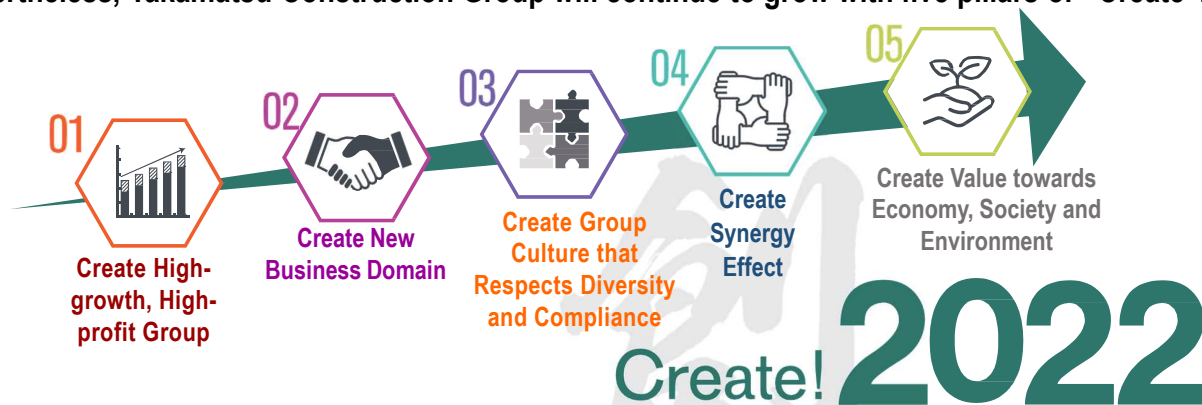 Takamatsu Construction Group will continue to grow with five pillars of
01
Create High-
growth, High-
profit Group
02
Create New
Business Domain
03
Create Group
Culture that
Respects Diversity
and Compliance
04
Create
Synergy
Effect
05
Create Value towards
Economy, Society and
Environment
創
Create! 2022